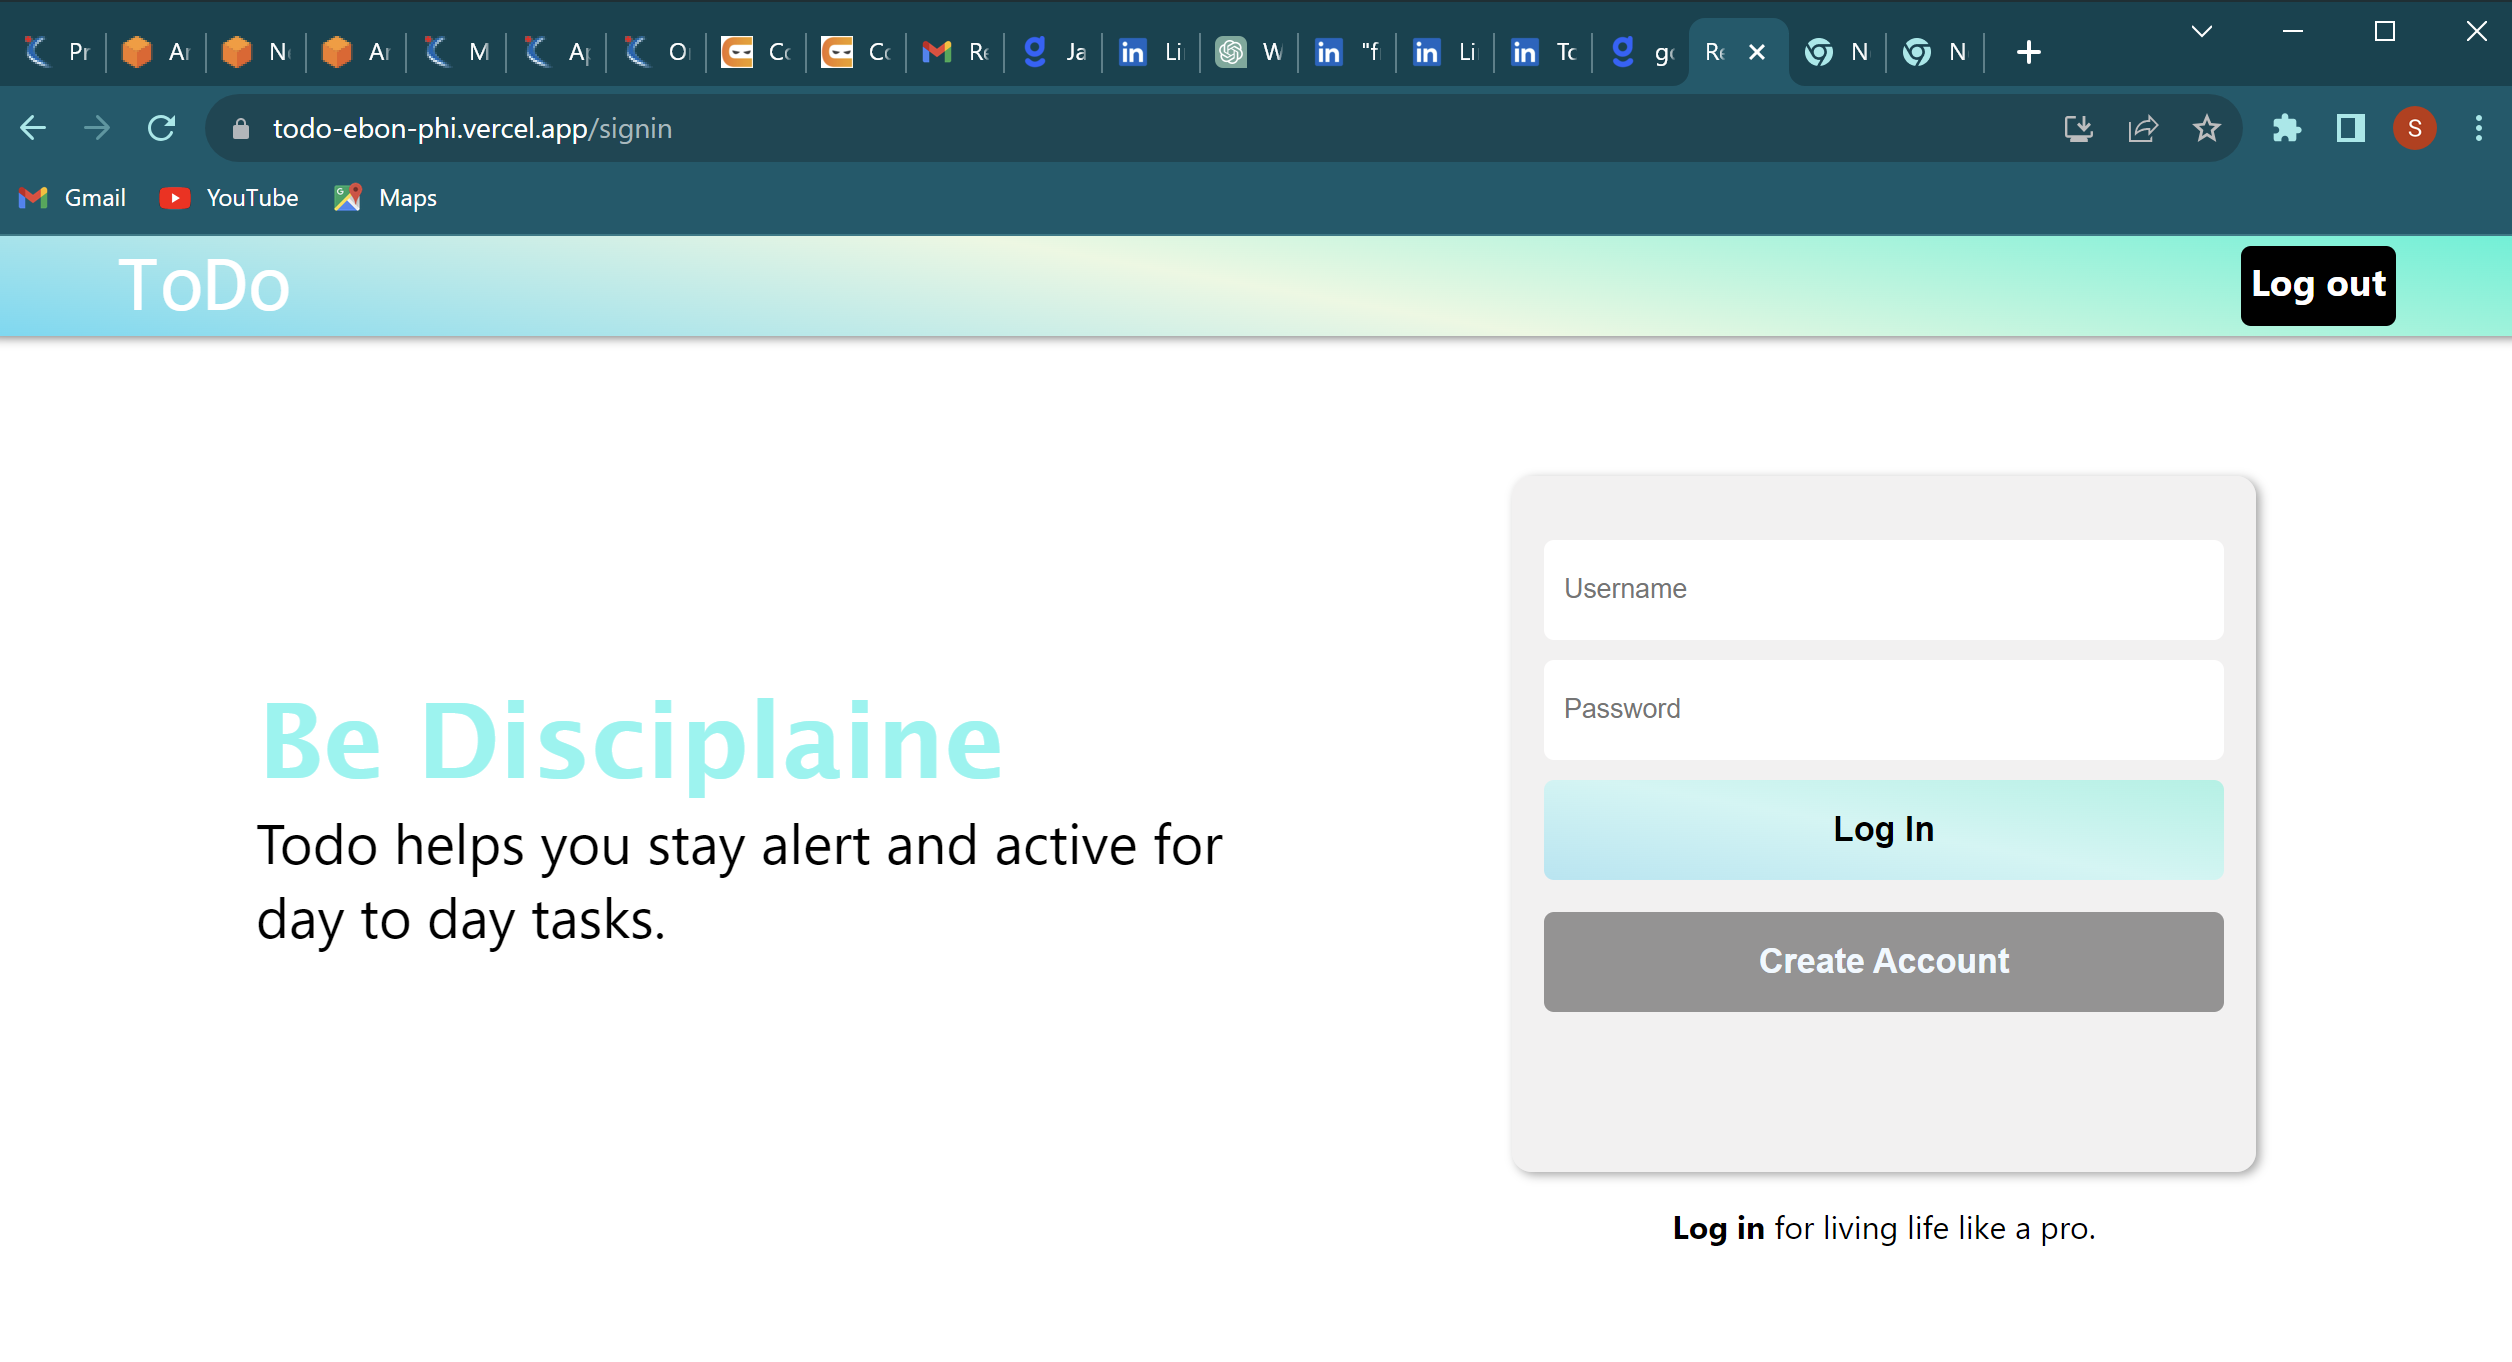 Pr Ar N Ar M Ap O Co Co Re Ja Li W "f Li To go Re N N
todo-ebon-phi.vercel.app/signin S
Gmail YouTube Maps
ToDo Log out
Username
Password
Be Disciplaine
Log In
Todo helps you stay alert and active for
day to day tasks.
Create Account
Log in for living life like a pro.